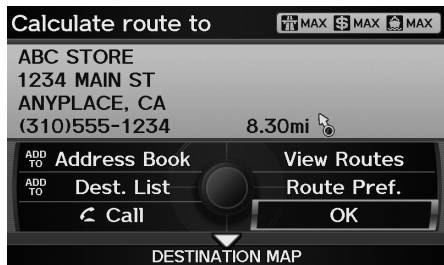 Calculate route to MAX $ MAX MAX
ABC STORE
1234 MAIN ST
ANYPLACE, CA
(310)555-1234 8.30mi
ADD TO Address Book View Routes
ADD TO Dest. List Route Pref.
Call OK
DESTINATION MAP